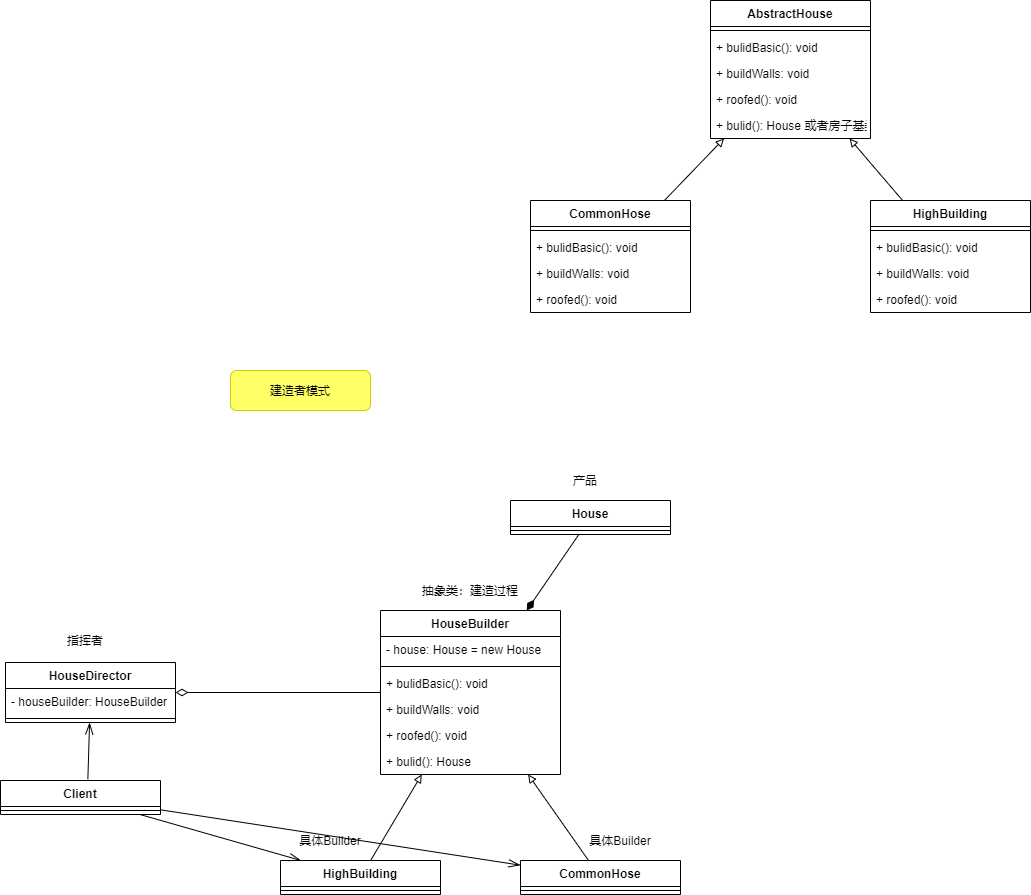 AbstractHouse
+ bulidBasic(): void
+ buildWalls: void
+ roofed(): void
+ bulid(): House 或者房子基
CommonHose
+ bulidBasic(): void
+ buildWalls: void
+ roofed(): void
HighBuilding
+ bulidBasic(): void
+ buildWalls: void
+ roofed(): void
建造者模式
产品
House
抽象类：建造过程
HouseBuilder
- house: House = new House
+ bulidBasic(): void
+ buildWalls: void
+ roofed(): void
+ bulid(): House
指挥者
HouseDirector
- houseBuilder: HouseBuilder
Client
具体Builder
HighBuilding
具体Builder
CommonHose